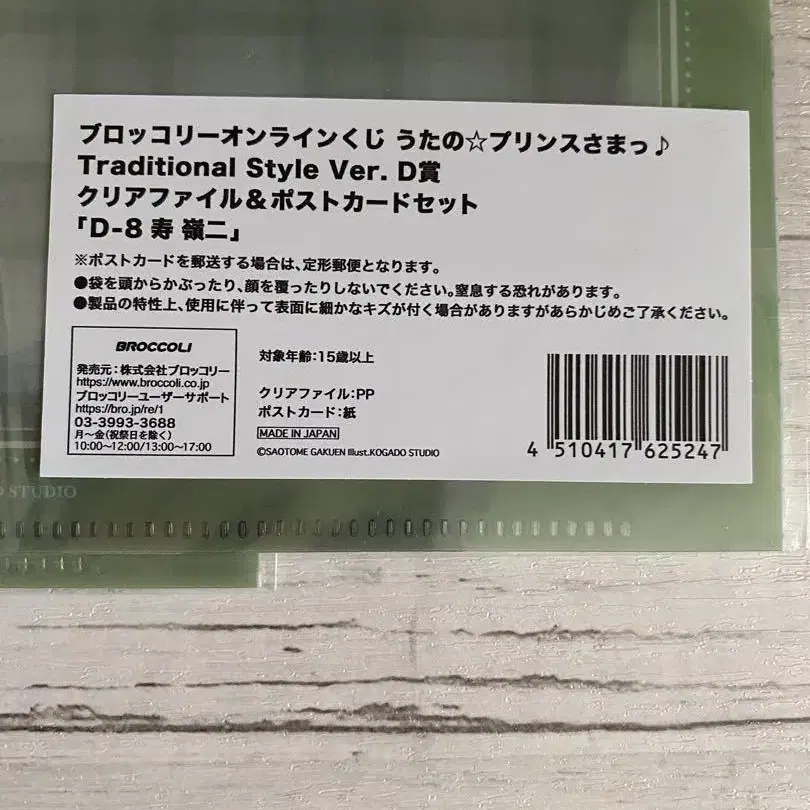 ブロッコリーオンラインくじ うたの☆プリンスさまっ♪
Traditional Style Ver. D賞
クリアファイル＆ポストカードセット
「D-8 寿 嶺二」
※ポストカードを郵送する場合は、定形郵便となります。
●袋を頭からかぶったり、顔を覆ったりしないでください。窒息する恐れがあります。
●製品の特性上、使用に伴って表面に細かなキズが付く場合がありますがあらかじめご了承ください。
BROCCOLI
発売元：株式会社ブロッコリー
https://www.broccoli.co.jp
ブロッコリーユーザーサポート
https://bro.jp/re/1
03-3993-3688
月～金（祝祭日を除く）
10:00～12:00/13:00～17:00
対象年齢：15歳以上
クリアファイル：PP
ポストカード：紙
MADE IN JAPAN
©SAOTOME GAKUEN Illust.KOGADO STUDIO
4 510417 625247
O STUDIO